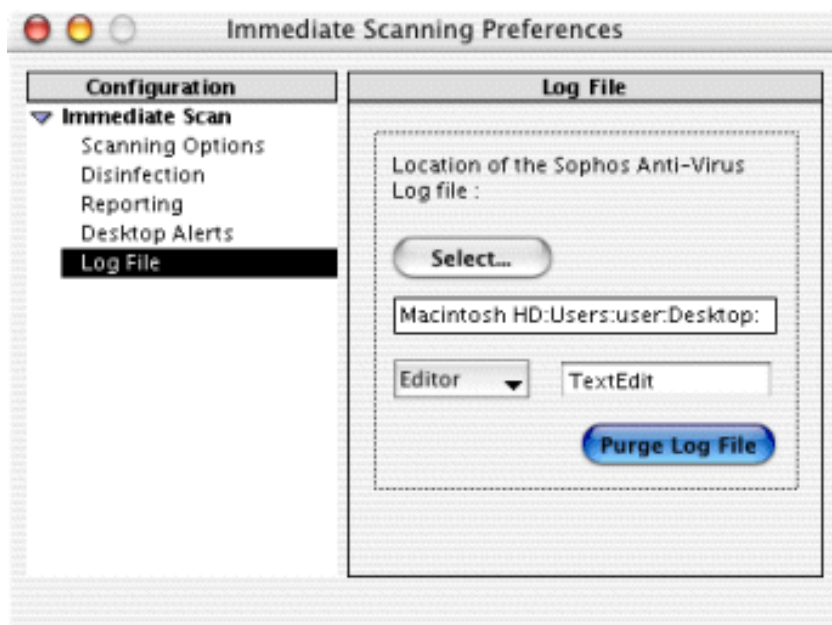 Immediate Scanning Preferences
Configuration
Immediate Scan
Scanning Options
Disinfection
Reporting
Desktop Alerts
Log File
Log File
Location of the Sophos Anti-Virus
Log file :
Select...
Macintosh HD:Users:user:Desktop:
Editor
TextEdit
Purge Log File